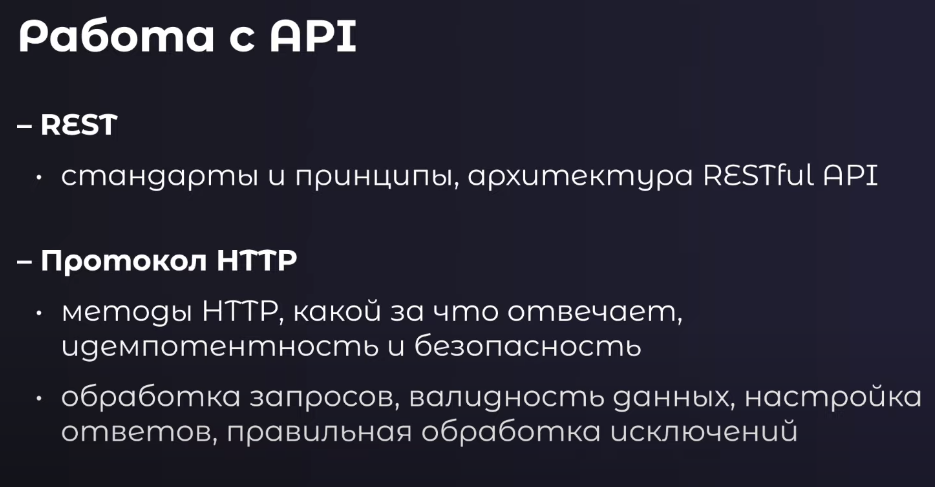 Работа с API
– REST
• стандарты и принципы, архитектура RESTful API
– Протокол HTTP
• методы HTTP, какой за что отвечает,
идемпотентность и безопасность
• обработка запросов, валидность данных, настройка
ответов, правильная обработка исключений